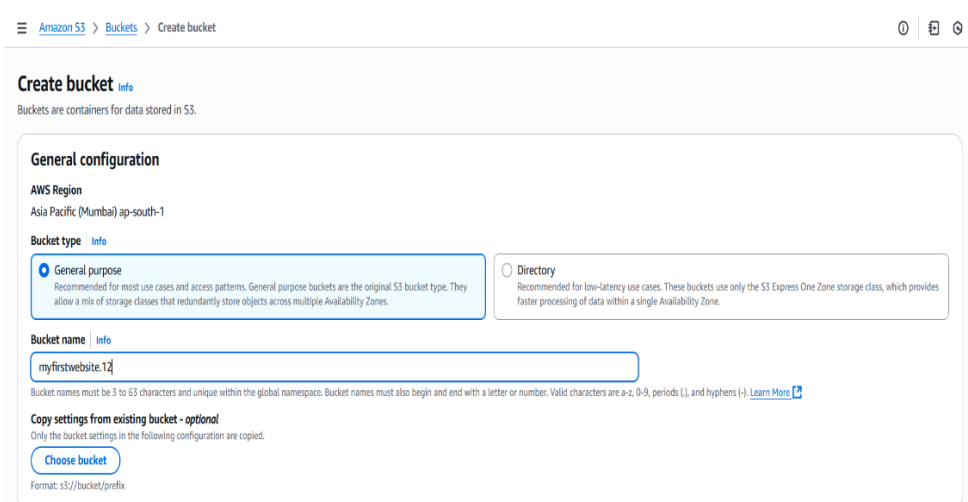 Amazon S3 > Buckets > Create bucket
Create bucket Info
Buckets are containers for data stored in S3.
General configuration
AWS Region
Asia Pacific (Mumbai) ap-south-1
Bucket type Info
General purpose
Recommended for most use cases and access patterns. General purpose buckets are the original S3 bucket type. They
allow a mix of storage classes that redundantly store objects across multiple Availability Zones.
Directory
Recommended for low-latency use cases. These buckets use only the S3 Express One Zone storage class, which provides
faster processing of data within a single Availability Zone.
Bucket name Info
myfirstwebsite.12
Bucket names must be 3 to 63 characters and unique within the global namespace. Bucket names must also begin and end with a letter or number. Valid characters are a-z, 0-9, periods (.), and hyphens (-). Learn More
Copy settings from existing bucket - optional
Only the bucket settings in the following configuration are copied.
Choose bucket
Format: s3://bucket/prefix